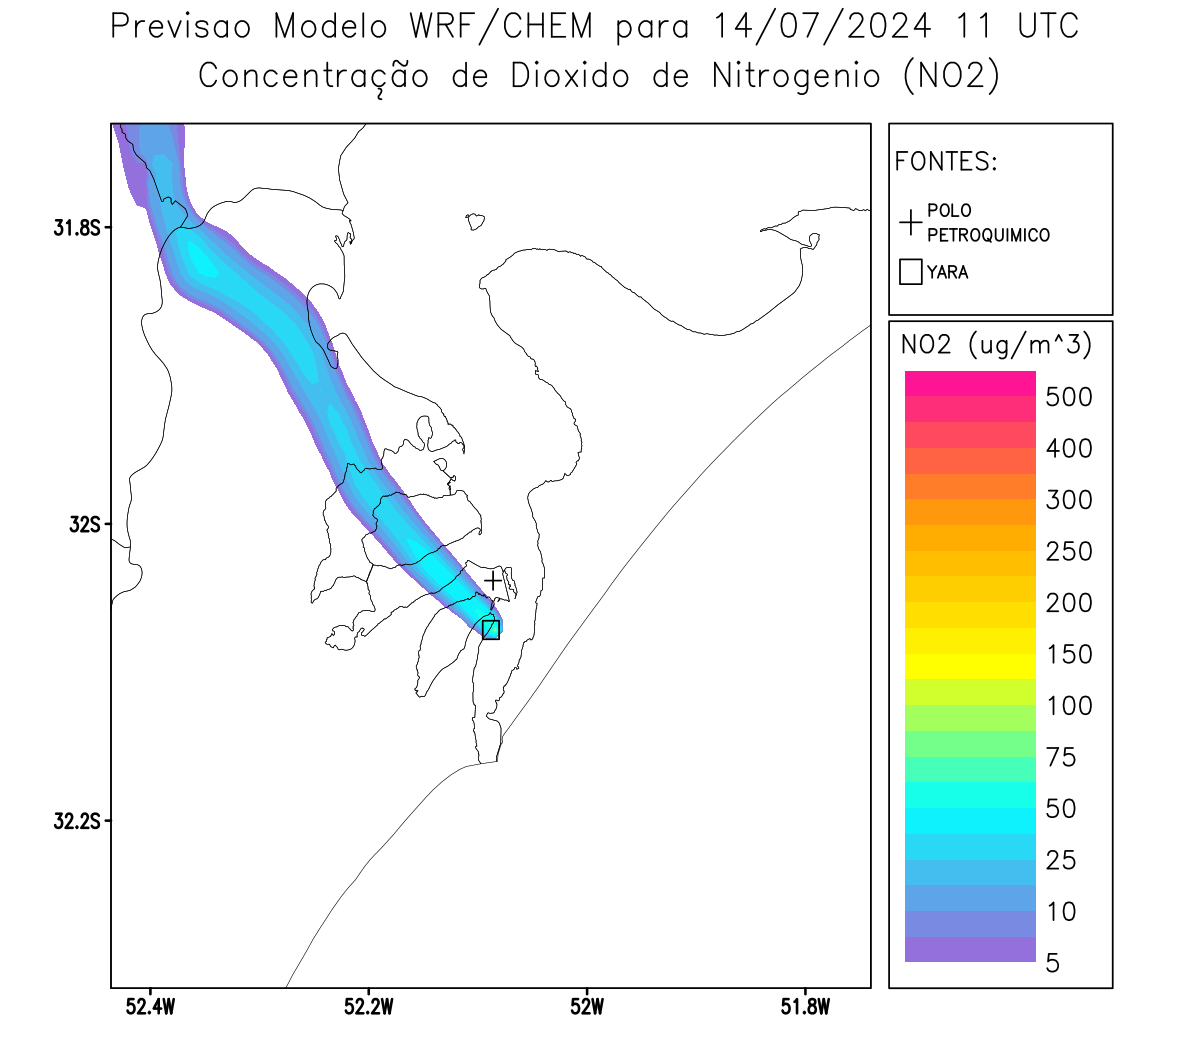 Previsao Modelo WRF/CHEM para 14/07/2024 11 UTC
Concentração de Dioxido de Nitrogenio (NO2)
FONTES:
POLO
PETROQUIMICO
YARA
NO2 (ug/m^3)
500
400
300
250
200
150
100
75
50
25
10
5
31.8S
32S
32.2S
52.4W
52.2W
52W
51.8W